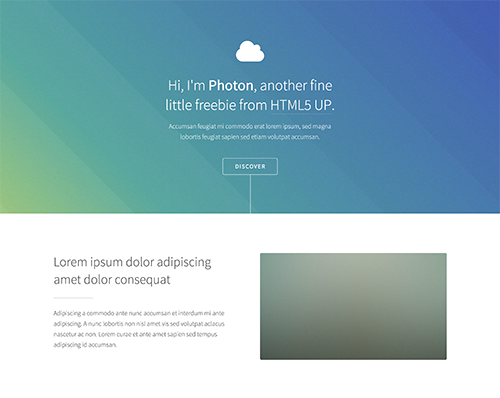 Hi, I'm Photon, another fine
little freebie from HTML5 UP.
Accumsan feugiat mi commodo erat lorem ipsum, sed magna
lobortis feugiat sapien sed etiam volutpat accumsan.
DISCOVER
Lorem ipsum dolor adipiscing
amet dolor consequat
Adipiscing a commodo ante nunc accumsan et interdum mi ante
adipiscing. A nunc lobortis non nisl amet vis sed volutpat aclacus
nascetur ac non. Lorem curae et ante amet sapien sed tempus
adipiscing id accumsan.